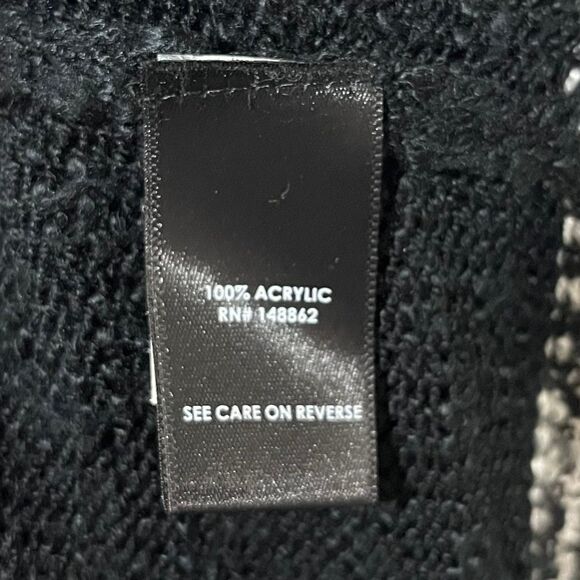 100% ACRYLIC
RN# 148862
SEE CARE ON REVERSE